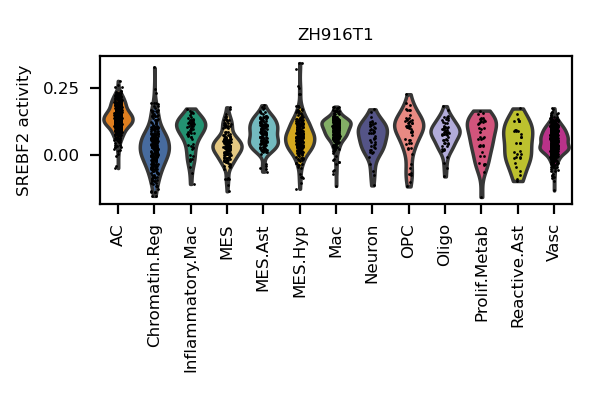 ZH916T1
SREBF2 activity
0.25
0.00
AC
Chromatin.Reg
Inflammatory.Mac
MES
MES.Ast
MES.Hyp
Mac
Neuron
OPC
Oligo
Prolif.Metab
Reactive.Ast
Vasc